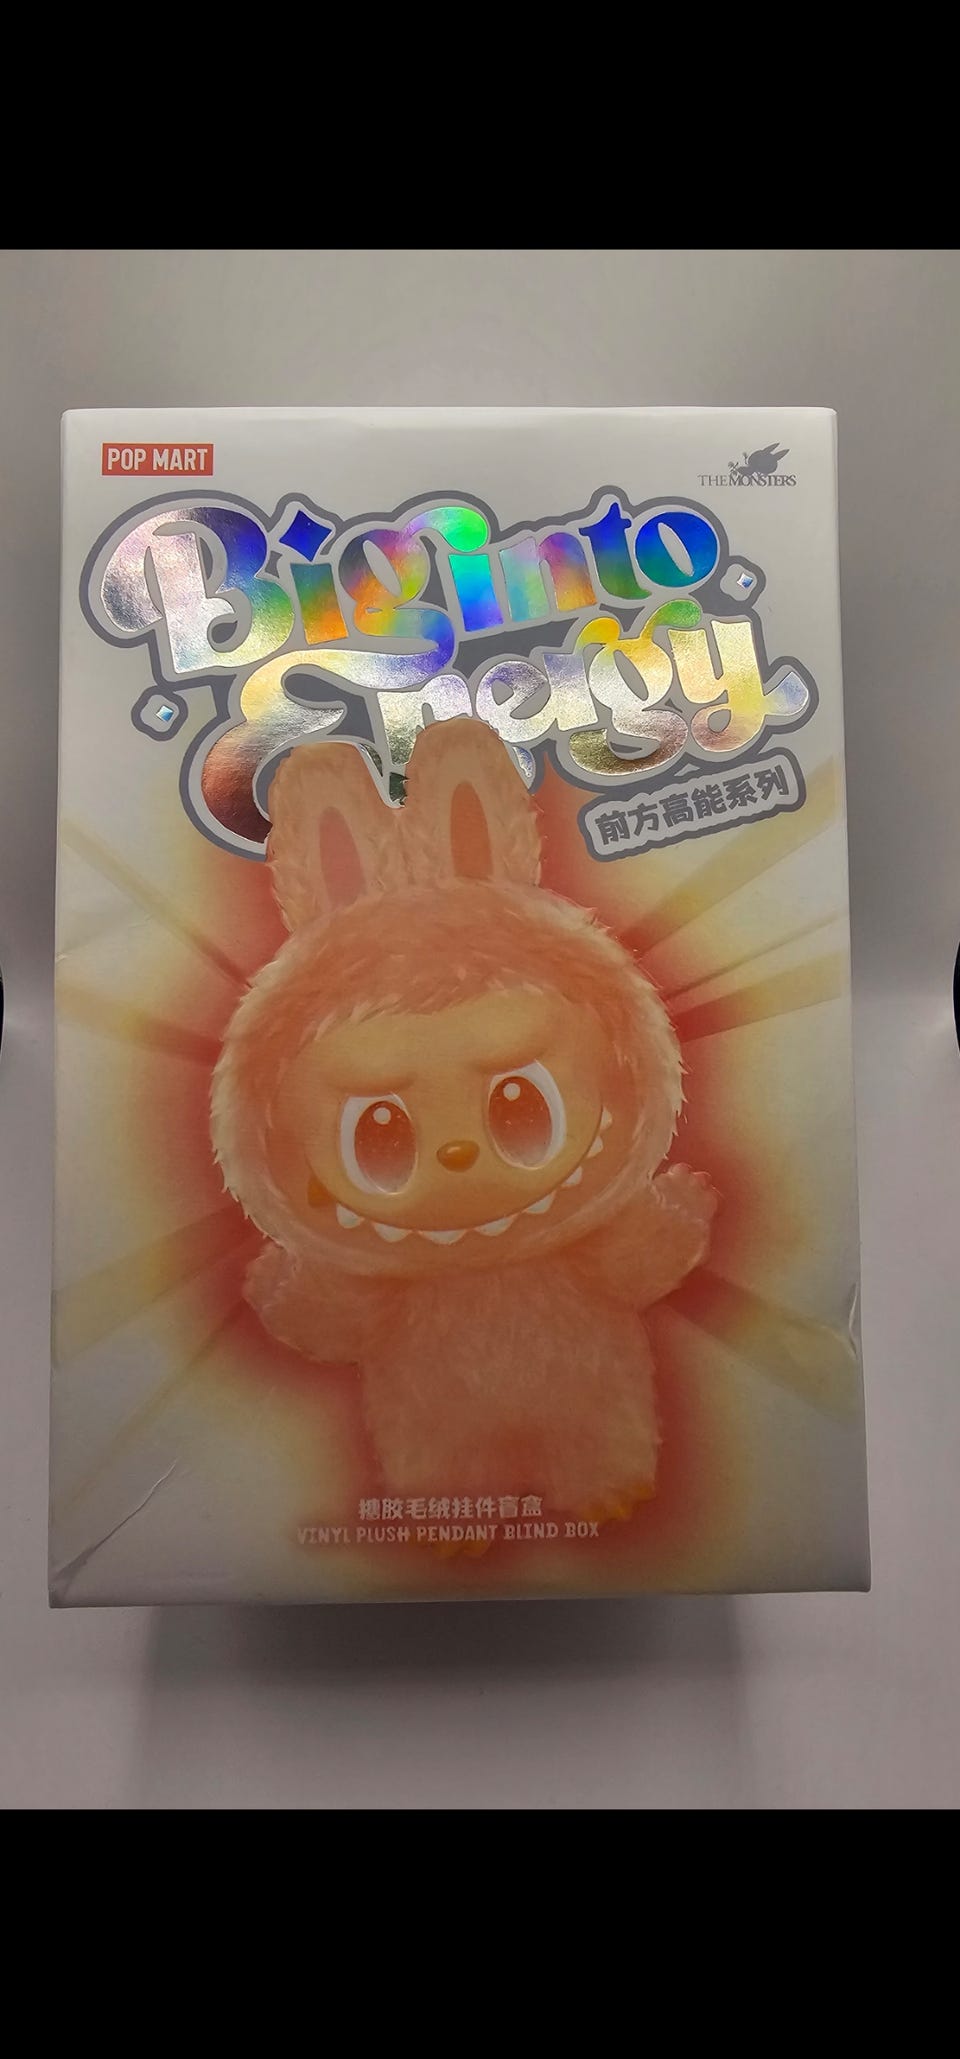 POP MART
THE MONSTERS
Big into
Energy
前方高能系列
搪胶毛绒挂件盲盒
VINYL PLUSH PENDANT BLIND BOX